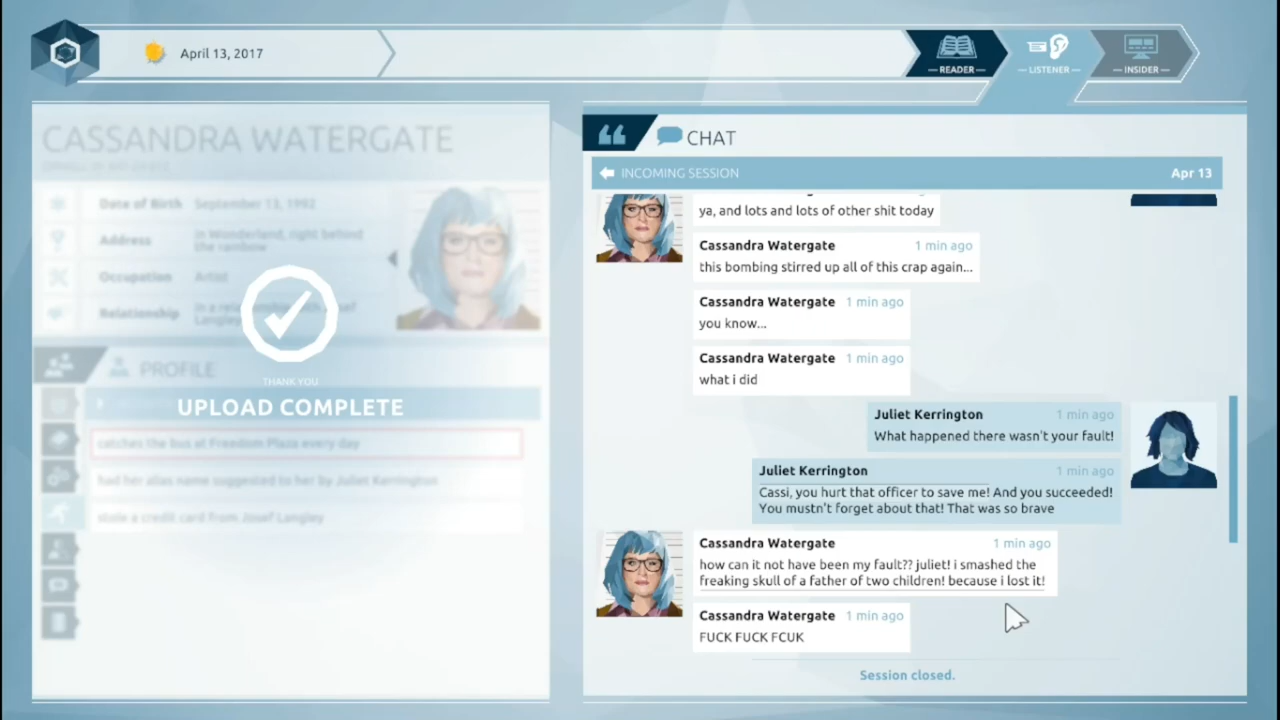 April 13, 2017
READER
LISTENER
INSIDER
CASSANDRA WATERGATE
Date of Birth September 13, 1992
Address In Wonderland, right behind
the rainbow
Occupation Artist
Relationship In a
Langley
PROFILE
THANK YOU
UPLOAD COMPLETE
catches the bus at Freedom Plaza every day
had her alias name suggested to her by Juliet Kerrington
stole a credit card from Josef Langley
CHAT
INCOMING SESSION Apr 13
ya, and lots and lots of other shit today
Cassandra Watergate 1 min ago
this bombing stirred up all of this crap again...
Cassandra Watergate 1 min ago
you know...
Cassandra Watergate 1 min ago
what i did
Juliet Kerrington 1 min ago
What happened there wasn't your fault!
Juliet Kerrington 1 min ago
Cassi, you hurt that officer to save me! And you succeeded!
You mustn't forget about that! That was so brave
Cassandra Watergate 1 min ago
how can it not have been my fault?? juliet! i smashed the
freaking skull of a father of two children! because i lost it!
Cassandra Watergate 1 min ago
FUCK FUCK FCUK
Session closed.